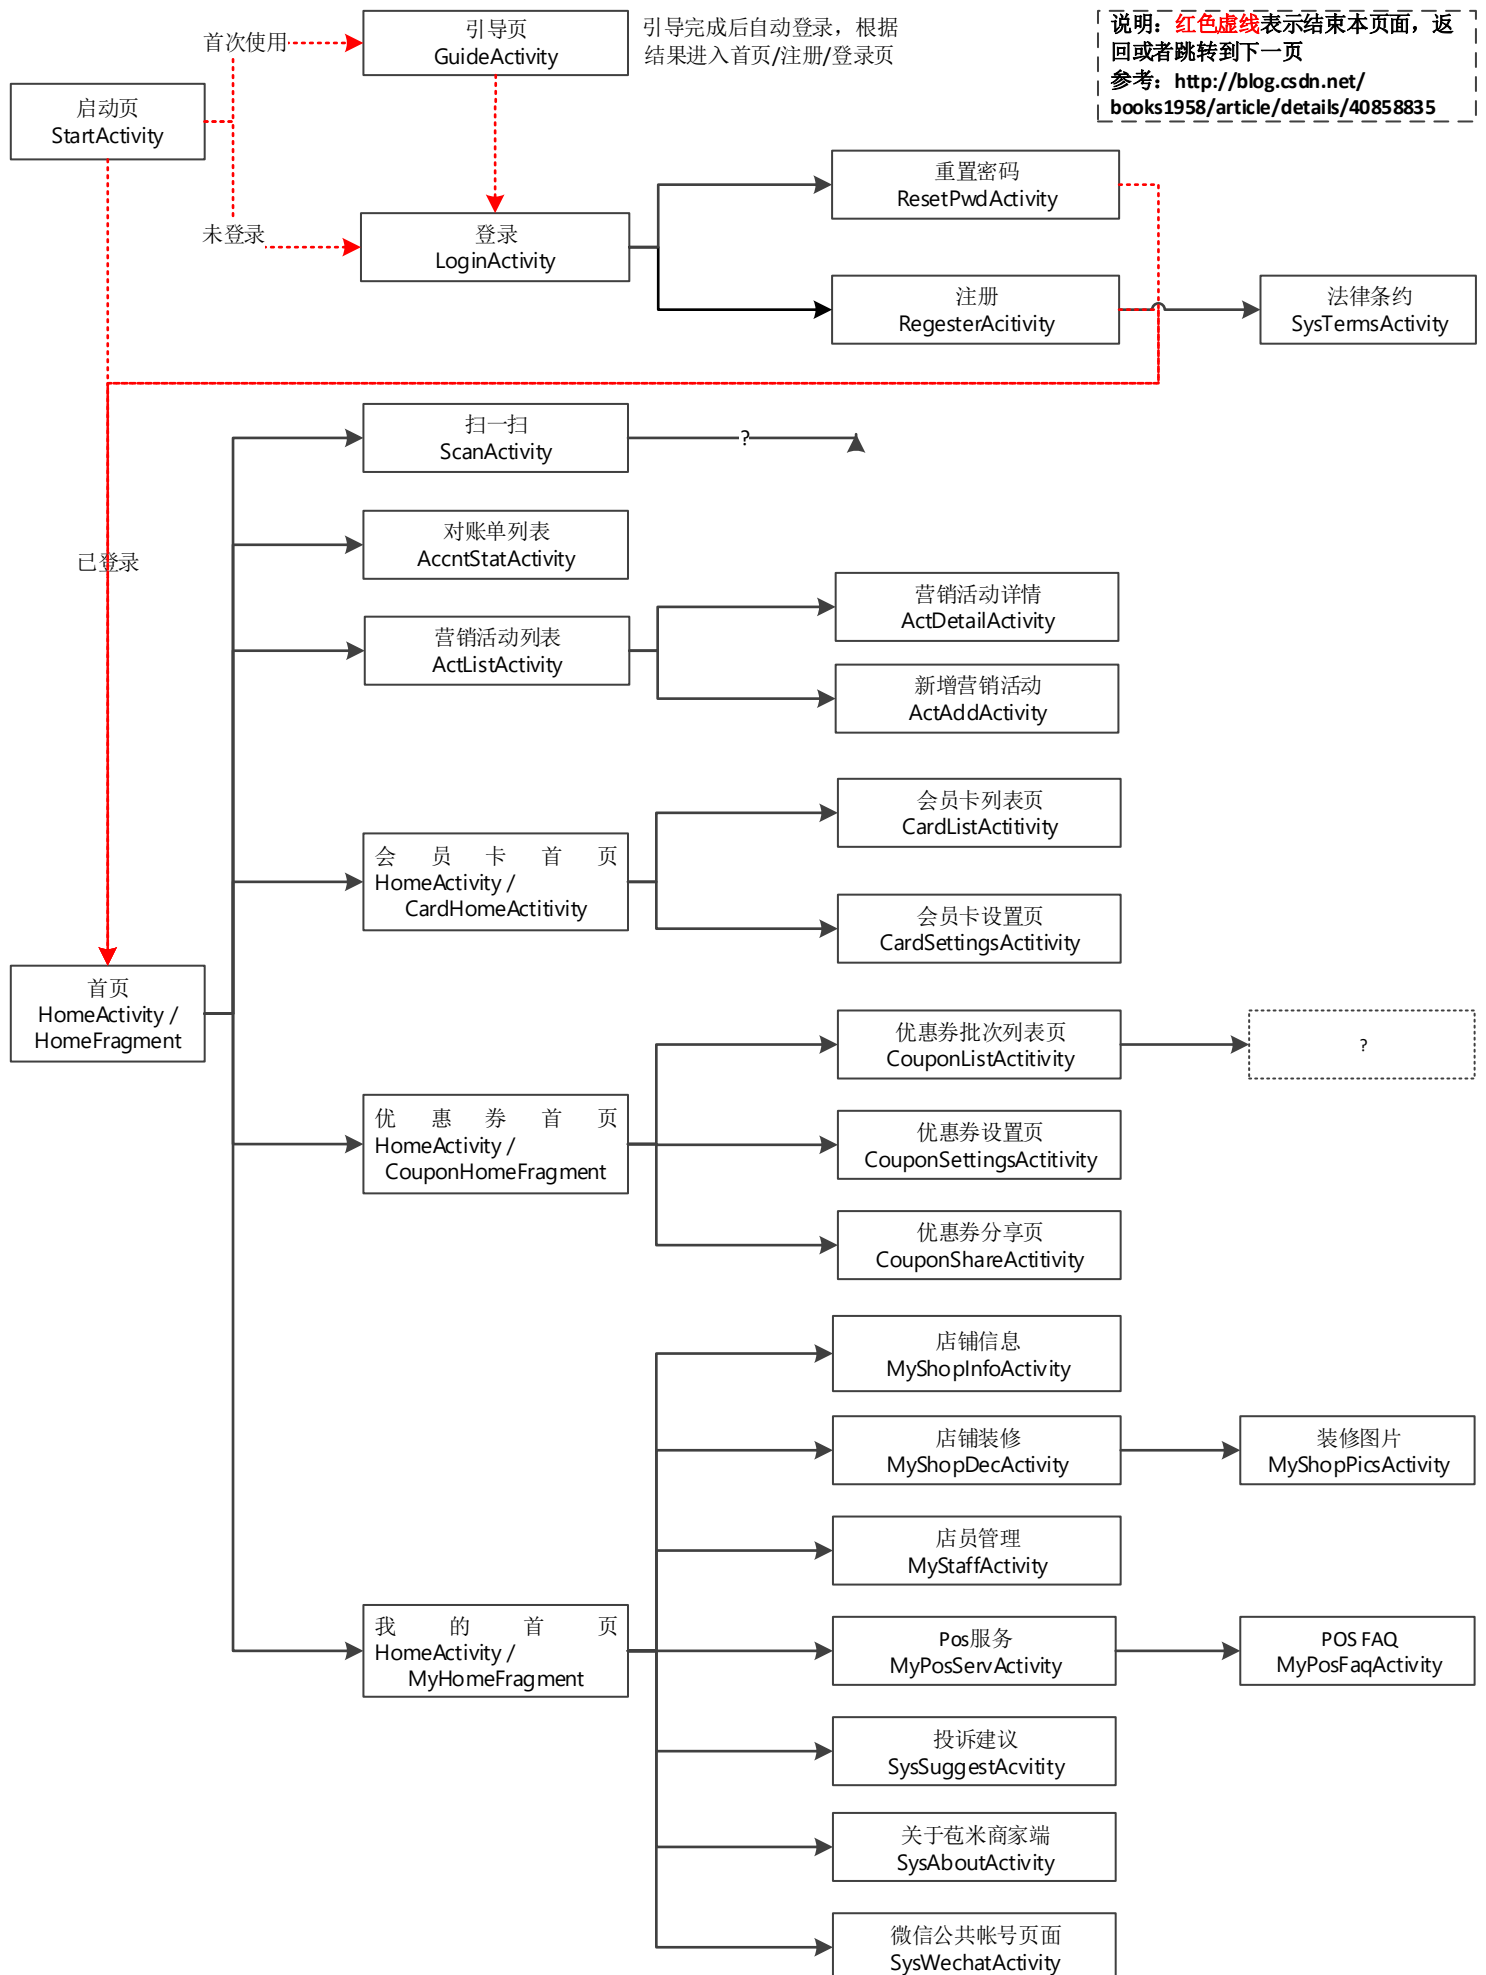 首次使用
引导页
GuideActivity
引导完成后自动登录，根据
结果进入首页/注册/登录页
说明：红色虚线表示结束本页面，返
回或者跳转到下一页
参考：http://blog.csdn.net/
books1958/article/details/40858835
启动页
StartActivity
未登录
登录
LoginActivity
重置密码
ResetPwdActivity
注册
RegesterAcitivity
法律条约
SysTermsActivity
扫一扫
ScanActivity
?
对账单列表
AccntStatActivity
已登录
营销活动列表
ActListActivity
营销活动详情
ActDetailActivity
新增营销活动
ActAddActivity
会员卡首页
HomeActivity /
CardHomeActitivity
会员卡列表页
CardListActitivity
会员卡设置页
CardSettingsActitivity
首页
HomeActivity /
HomeFragment
优惠券首页
HomeActivity /
CouponHomeFragment
优惠券批次列表页
CouponListActitivity
?
优惠券设置页
CouponSettingsActitivity
优惠券分享页
CouponShareActitivity
我的首页
HomeActivity /
MyHomeFragment
店铺信息
MyShopInfoActivity
店铺装修
MyShopDecActivity
装修图片
MyShopPicsActivity
店员管理
MyStaffActivity
Pos服务
MyPosServActivity
POS FAQ
MyPosFaqActivity
投诉建议
SysSuggestAcvitity
关于苞米商家端
SysAboutActivity
微信公共帐号页面
SysWechatActivity